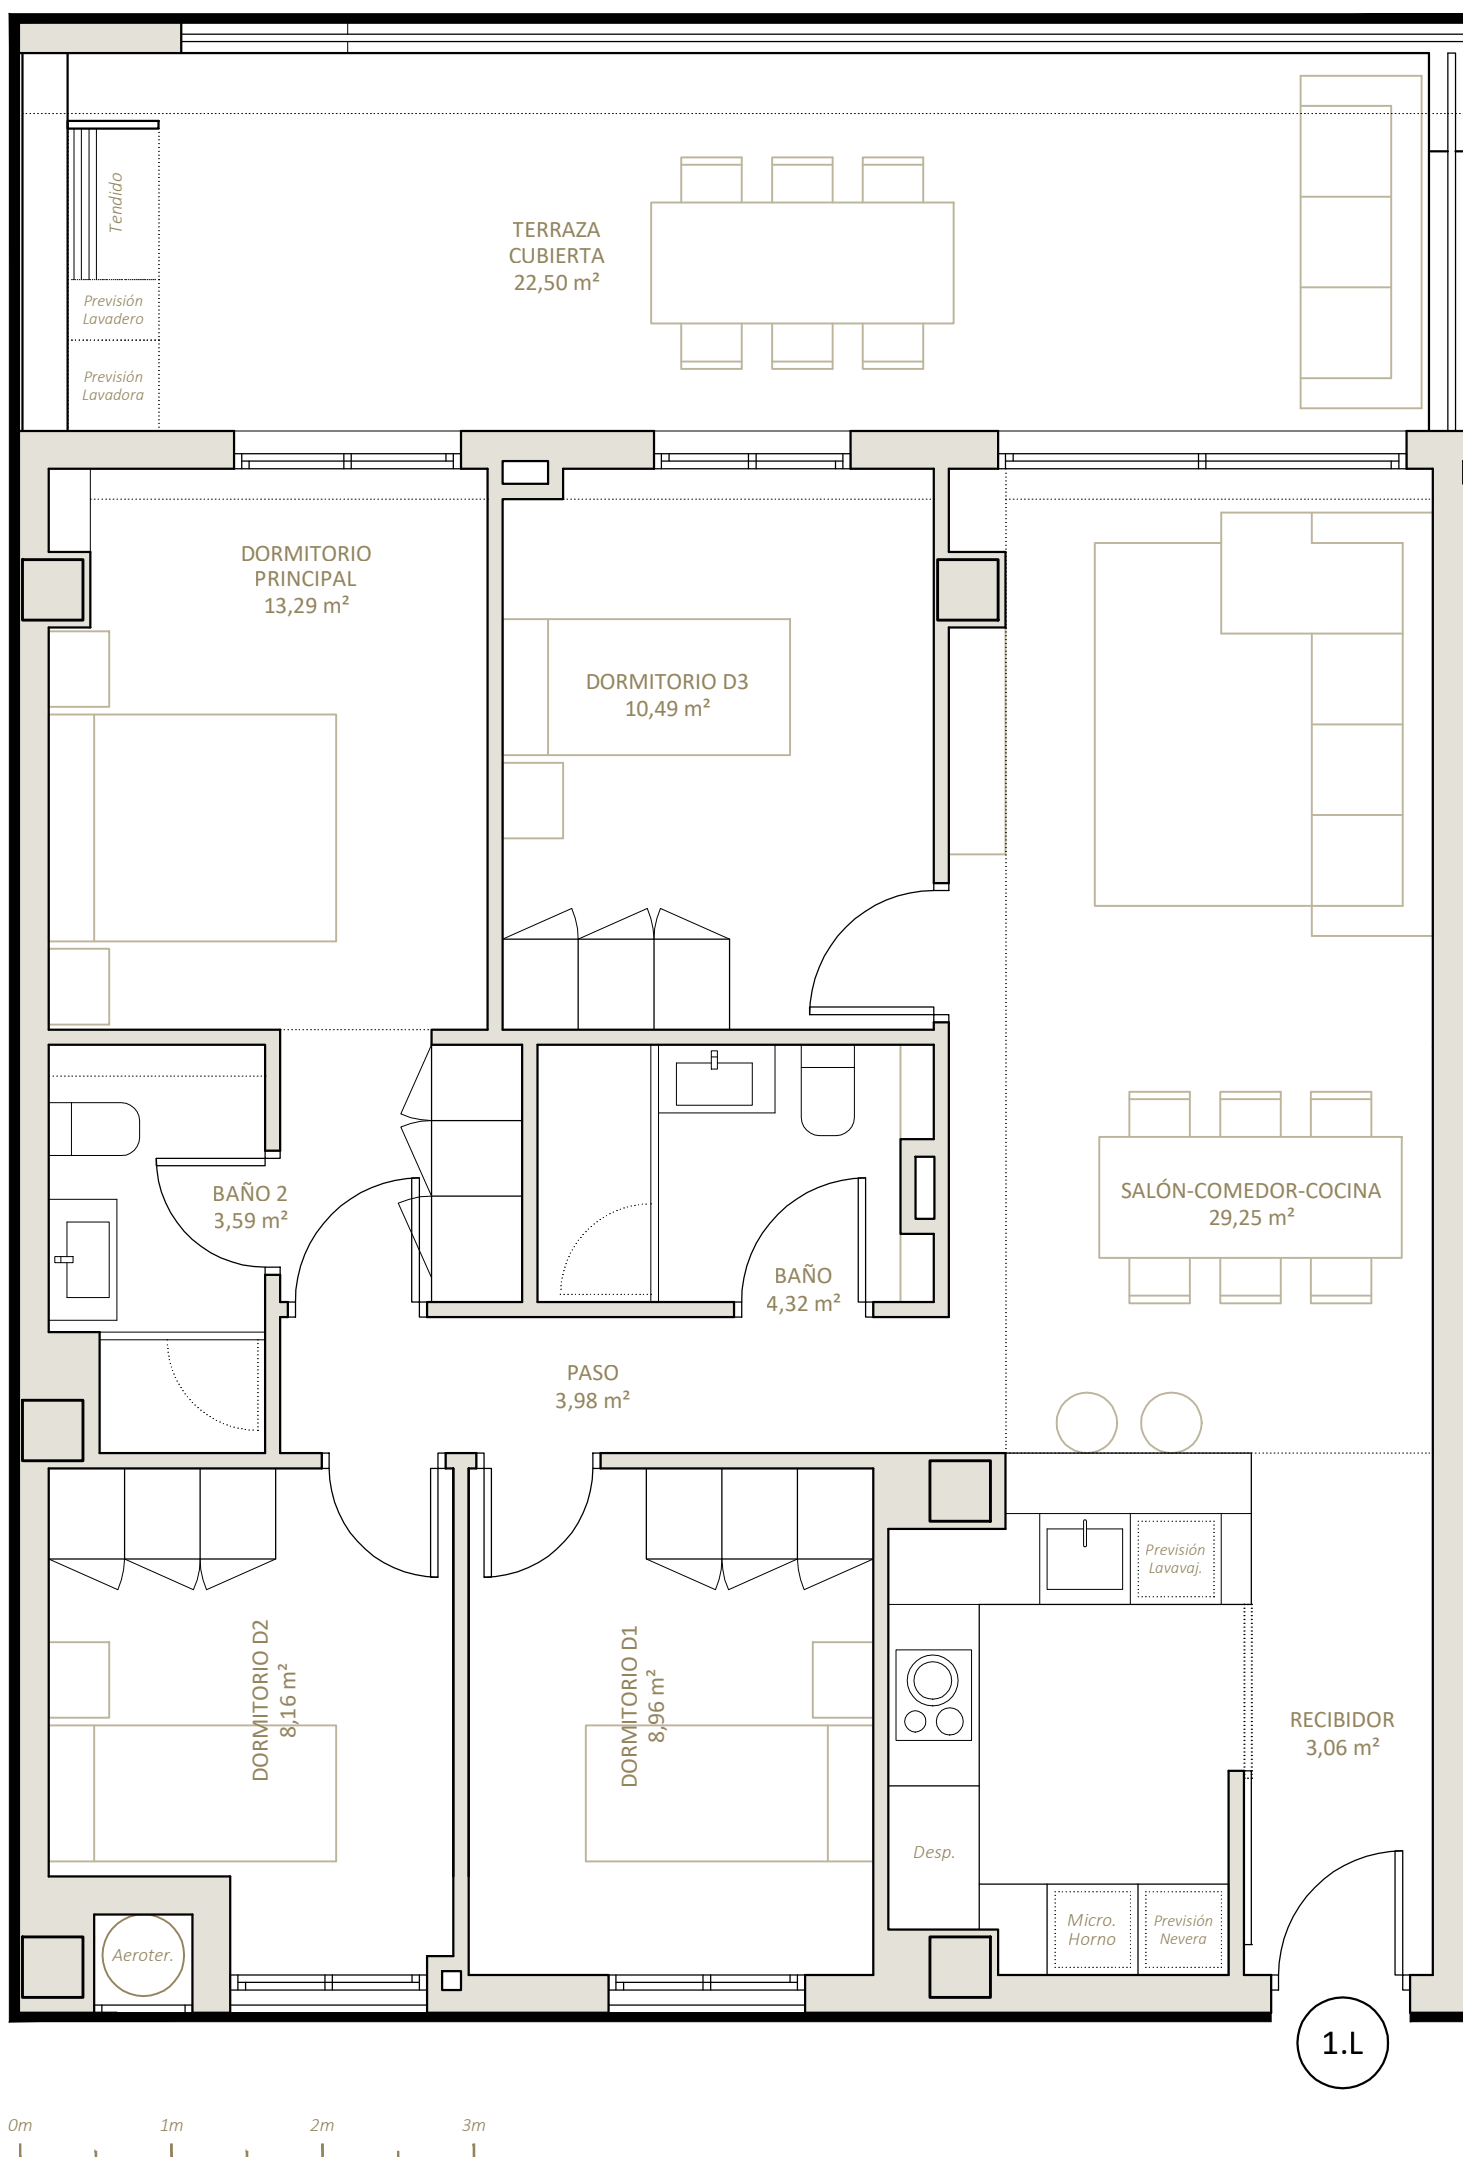 Tendido
TERRAZA
CUBIERTA
22,50 m²
Previsión
Lavadero
Previsión
Lavadora
DORMITORIO
PRINCIPAL
13,29 m²
DORMITORIO D3
10,49 m²
BAÑO 2
3,59 m²
SALÓN-COMEDOR-COCINA
29,25 m²
BAÑO
4,32 m²
PASO
3,98 m²
Previsión
Lavavaj.
DORMITORIO D2
8,16 m²
DORMITORIO D1
8,96 m²
RECIBIDOR
3,06 m²
Desp.
Micro.
Horno
Previsión
Nevera
Aeroter.
1.L
0m 1m 2m 3m